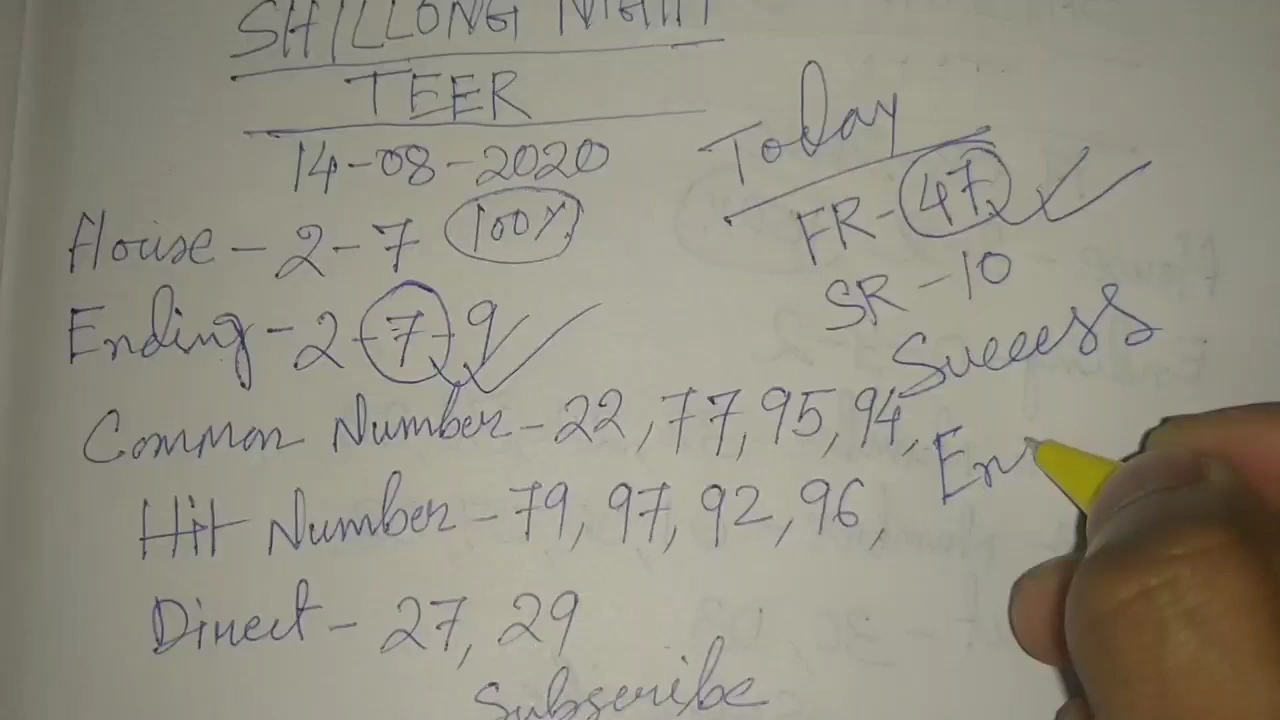 SHILLONG NIGHT
TEER
14-08-2020
House - 2-7 100%
Ending - 2-7-9
Common Number - 22, 77, 95, 94,
Hit Number - 79, 97, 92, 96,
Direct - 27, 29
Subscribe
Today
FR - 47
SR - 10
Success
En